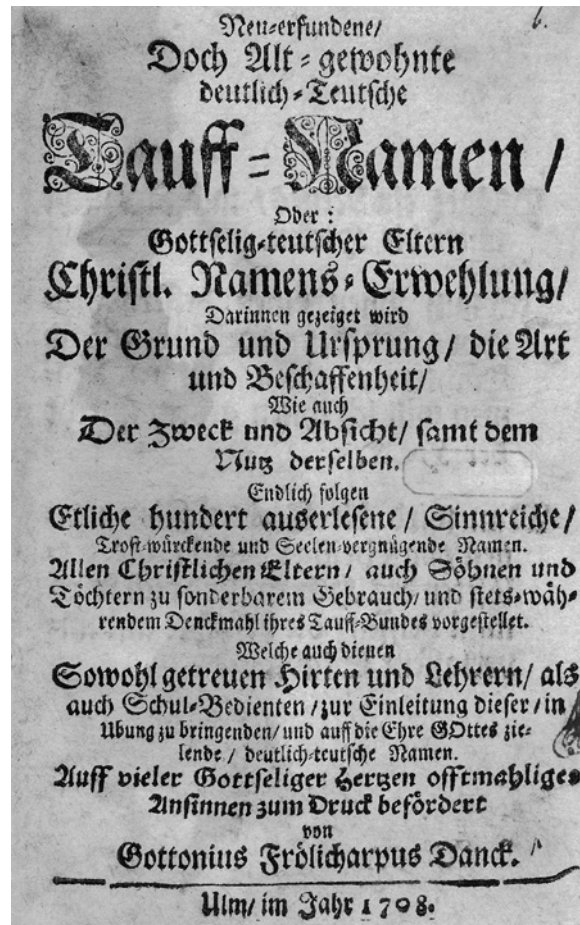 Neu-erfundene/
6.
Doch Alt-gewohnte
deutlich-Teutsche
Tauff-Namen /
Oder:
Gottselig-teutscher Eltern
Christl. Namens-Erwehlung/
Darinnen gezeiget wird
Der Grund und Ursprung/ die Art
und Beschaffenheit/
Wie auch
Der Zweck und Absicht/ samt dem
Nutz derselben.
Endlich folgen
Etliche hundert auserlesene / Sinnreiche /
Trost-würckende und Seelen-vergnügende Namen.
Allen Christlichen Eltern / auch Söhnen und
Töchtern zu sonderbarem Gebrauch/ und stets-wäh-
rendem Denckmahl ihres Tauff-Bundes vorgestellet.
Welche auch dienen
Sowohl getreuen Hirten und Lehrern/ als
auch Schul-Bedienten / zur Einleitung dieser / in
Ubung zu bringenden/ und auff die Ehre GOttes zie-
lende / deutlich-teutsche Namen.
Auff vieler Gottseliger Hertzen offtmahliges
Ansinnen zum Druck befördert
von
Gottonius Frölicharpus Danck.
Ulm/ im Jahr 1708.